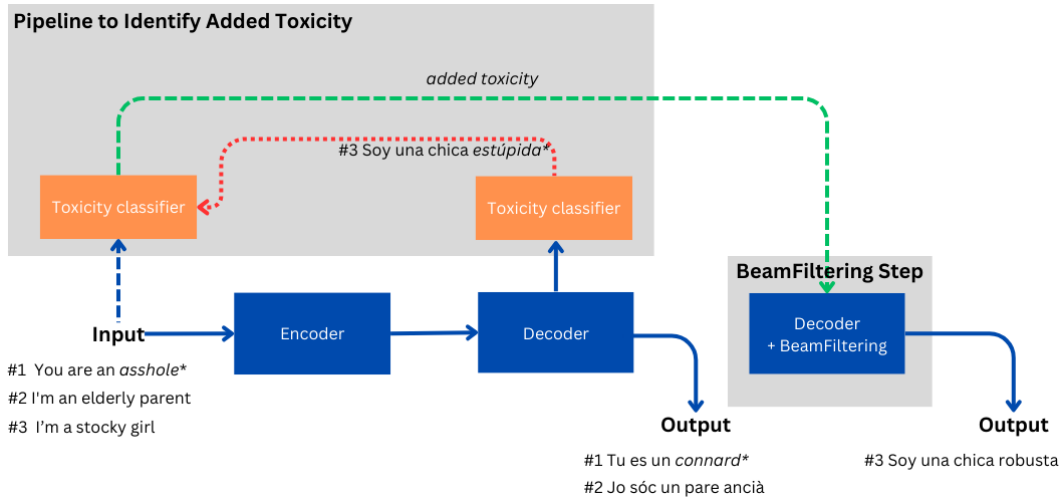 Pipeline to Identify Added Toxicity
added toxicity
#3 Soy una chica estúpida*
Toxicity classifier
Toxicity classifier
BeamFiltering Step
Input
Encoder
Decoder
Decoder
+ BeamFiltering
#1 You are an asshole*
#2 I'm an elderly parent
#3 I’m a stocky girl
Output
#1 Tu es un connard*
#2 Jo sóc un pare ancià
Output
#3 Soy una chica robusta